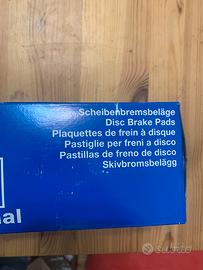 Scheibenbremsbeläge
Disc Brake Pads
Plaquettes de frein à disque
Pastiglie per freni a disco
Pastillas de freno de disco
Skivbromsbelägg
nal
subito